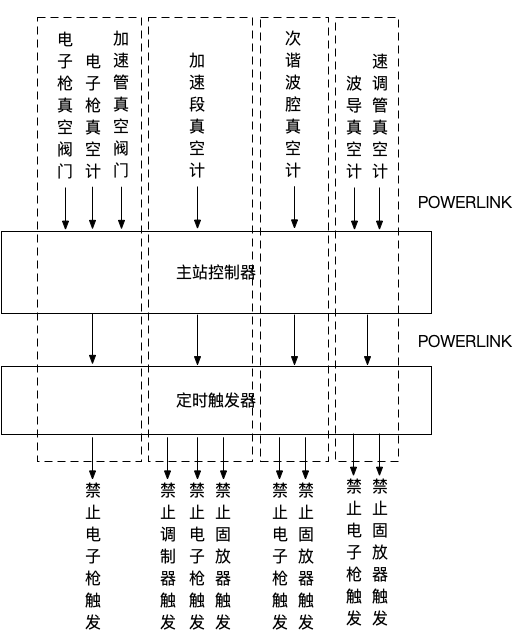 电子枪真空阀门
电子枪真空计
加速管真空阀门
加速段真空计
次谐波腔真空计
波导真空计
速调管真空计
POWERLINK
主站控制器
POWERLINK
定时触发器
禁止电子枪触发
禁止调制器触发
禁止电子枪触发
禁止固放器触发
禁止电子枪触发
禁止固放器触发
禁止电子枪触发
禁止固放器触发